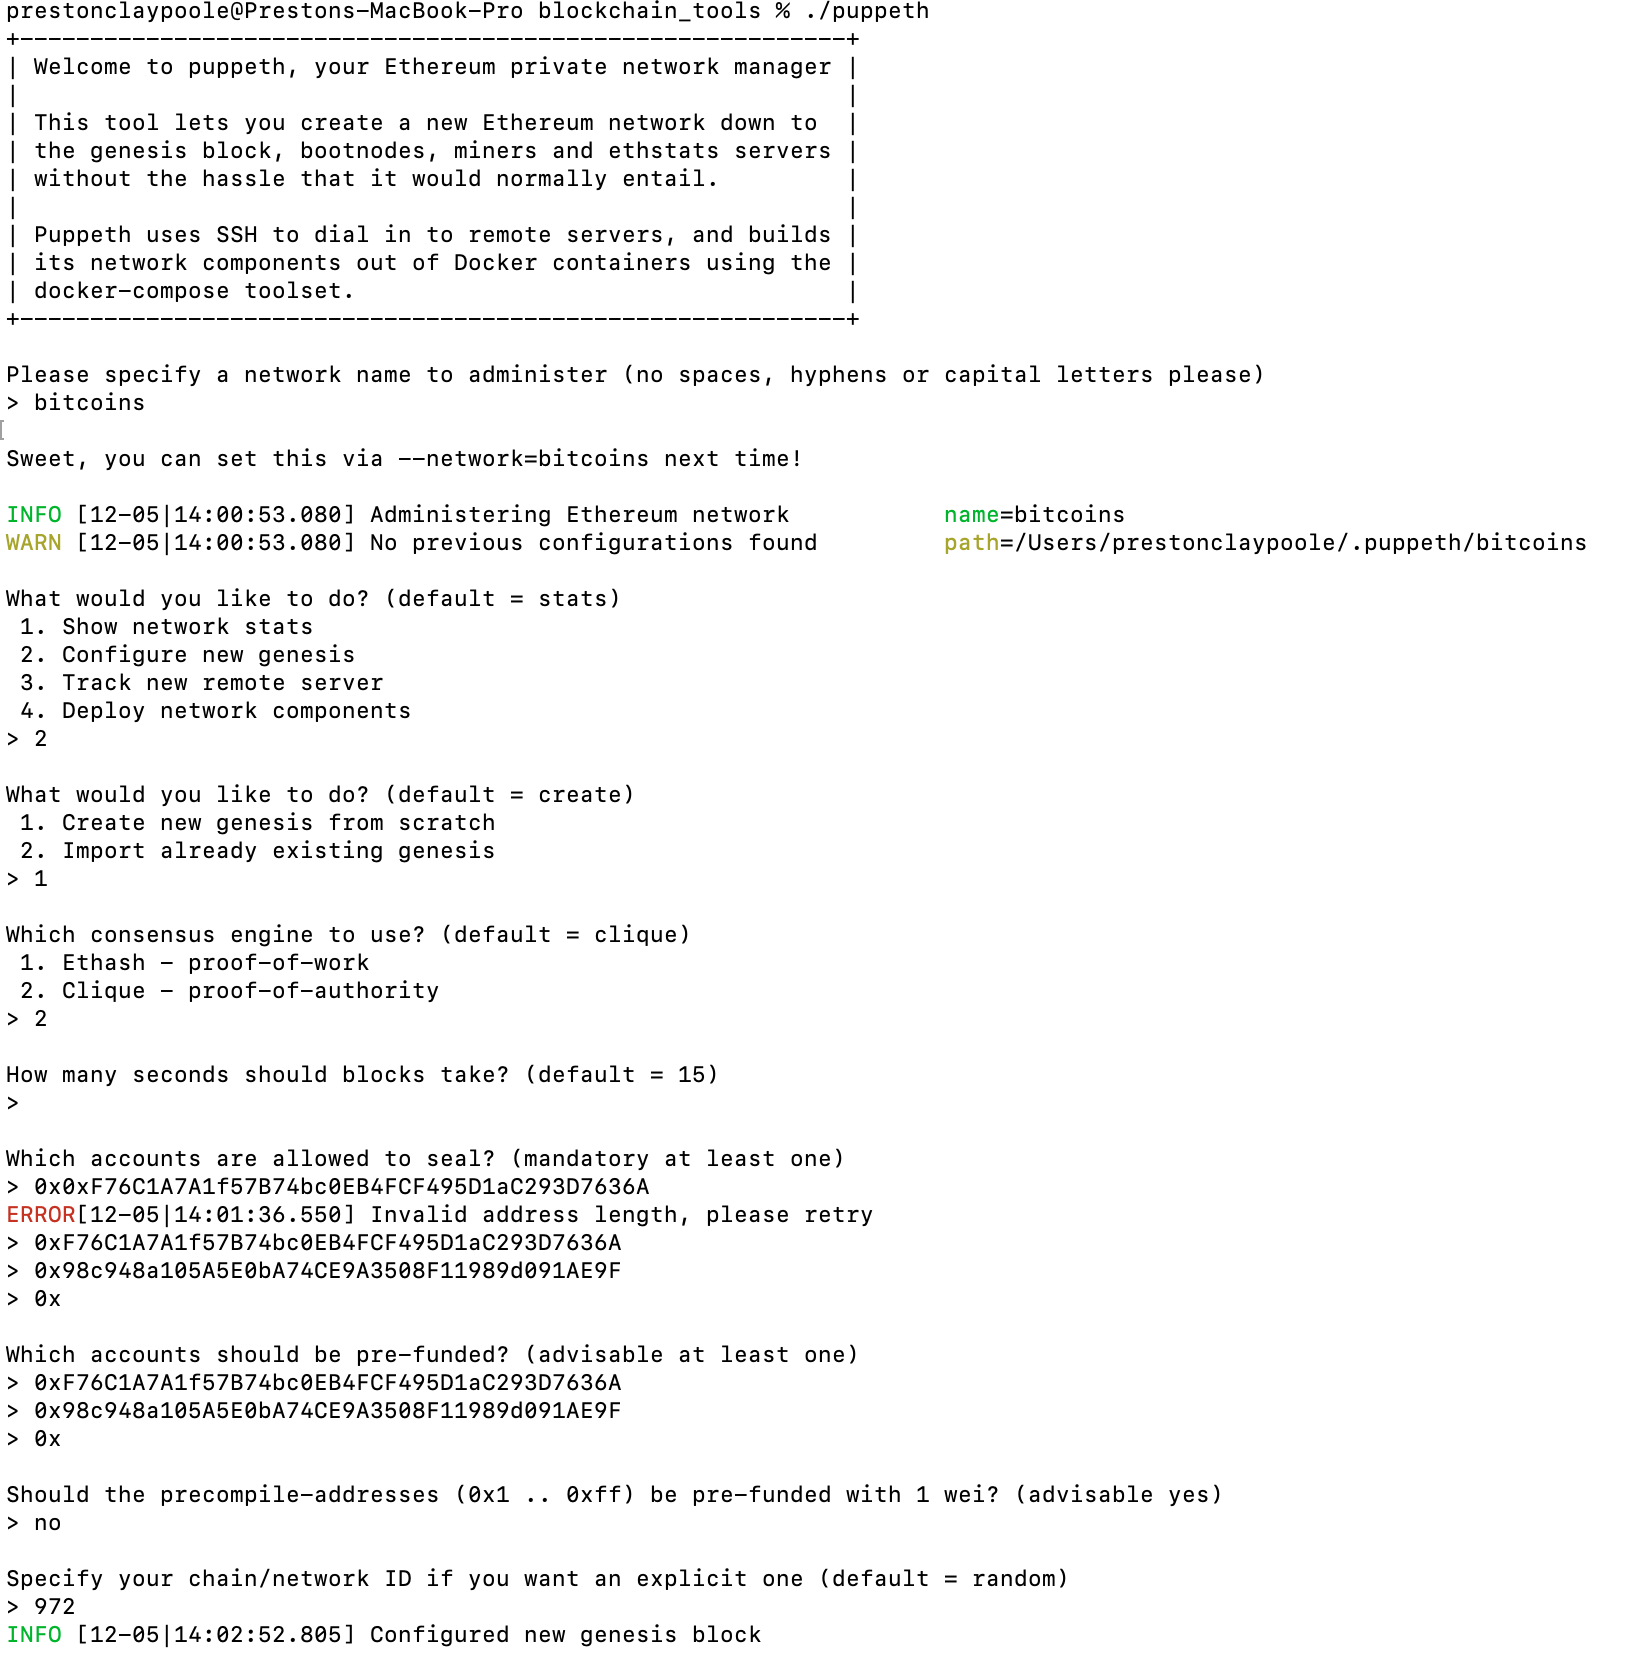 prestonclaypoole@Prestons-MacBook-Pro blockchain_tools % ./puppeth
+-----------------------------------------------------------+
| Welcome to puppeth, your Ethereum private network manager |
|                                                           |
| This tool lets you create a new Ethereum network down to  |
| the genesis block, bootnodes, miners and ethstats servers |
| without the hassle that it would normally entail.         |
|                                                           |
| Puppeth uses SSH to dial in to remote servers, and builds |
| its network components out of Docker containers using the |
| docker-compose toolset.                                   |
+-----------------------------------------------------------+

Please specify a network name to administer (no spaces, hyphens or capital letters please)
> bitcoins
[
Sweet, you can set this via --network=bitcoins next time!

INFO [12-05|14:00:53.080] Administering Ethereum network           name=bitcoins
WARN [12-05|14:00:53.080] No previous configurations found         path=/Users/prestonclaypoole/.puppeth/bitcoins

What would you like to do? (default = stats)
 1. Show network stats
 2. Configure new genesis
 3. Track new remote server
 4. Deploy network components
> 2

What would you like to do? (default = create)
 1. Create new genesis from scratch
 2. Import already existing genesis
> 1

Which consensus engine to use? (default = clique)
 1. Ethash - proof-of-work
 2. Clique - proof-of-authority
> 2

How many seconds should blocks take? (default = 15)
>

Which accounts are allowed to seal? (mandatory at least one)
> 0x0xF76C1A7A1f57B74bc0EB4FCF495D1aC293D7636A
ERROR[12-05|14:01:36.550] Invalid address length, please retry
> 0xF76C1A7A1f57B74bc0EB4FCF495D1aC293D7636A
> 0x98c948a105A5E0bA74CE9A3508F11989d091AE9F
> 0x

Which accounts should be pre-funded? (advisable at least one)
> 0xF76C1A7A1f57B74bc0EB4FCF495D1aC293D7636A
> 0x98c948a105A5E0bA74CE9A3508F11989d091AE9F
> 0x

Should the precompile-addresses (0x1 .. 0xff) be pre-funded with 1 wei? (advisable yes)
> no

Specify your chain/network ID if you want an explicit one (default = random)
> 972
INFO [12-05|14:02:52.805] Configured new genesis block